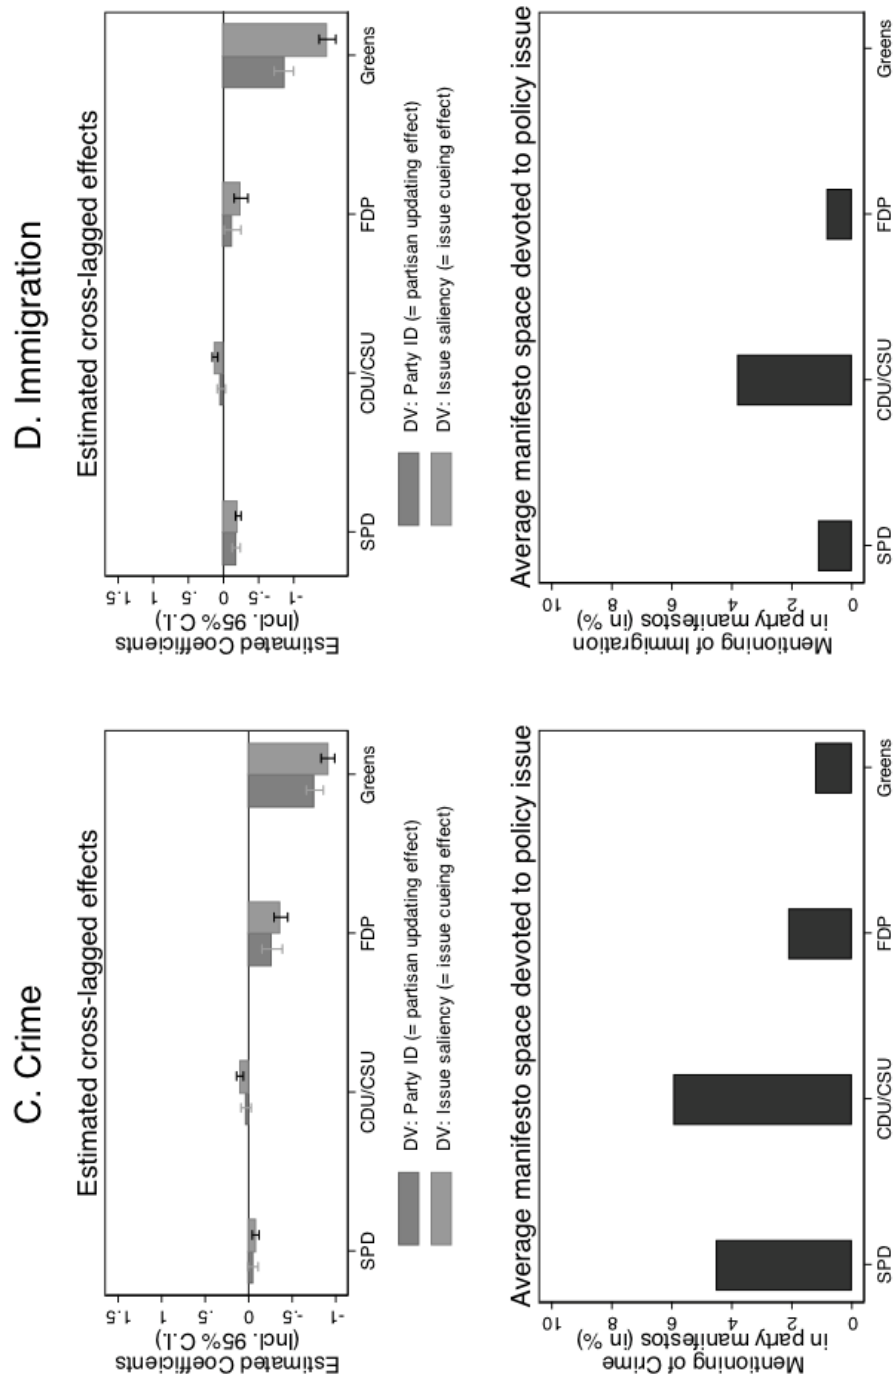 C. Crime
Estimated cross-lagged effects
Estimated Coefficients
(Incl. 95% C.I.)
1.5
1
.5
0
-.5
-1
SPD
CDU/CSU
FDP
Greens
DV: Party ID (= partisan updating effect)
DV: Issue saliency (= issue cueing effect)
Average manifesto space devoted to policy issue
Mentioning of Crime
in party manifestos (in %)
10
8
6
4
2
0
SPD
CDU/CSU
FDP
Greens
D. Immigration
Estimated cross-lagged effects
Estimated Coefficients
(Incl. 95% C.I.)
1.5
1
.5
0
-.5
-1
SPD
CDU/CSU
FDP
Greens
DV: Party ID (= partisan updating effect)
DV: Issue saliency (= issue cueing effect)
Average manifesto space devoted to policy issue
Mentioning of Immigration
in party manifestos (in %)
10
8
6
4
2
0
SPD
CDU/CSU
FDP
Greens